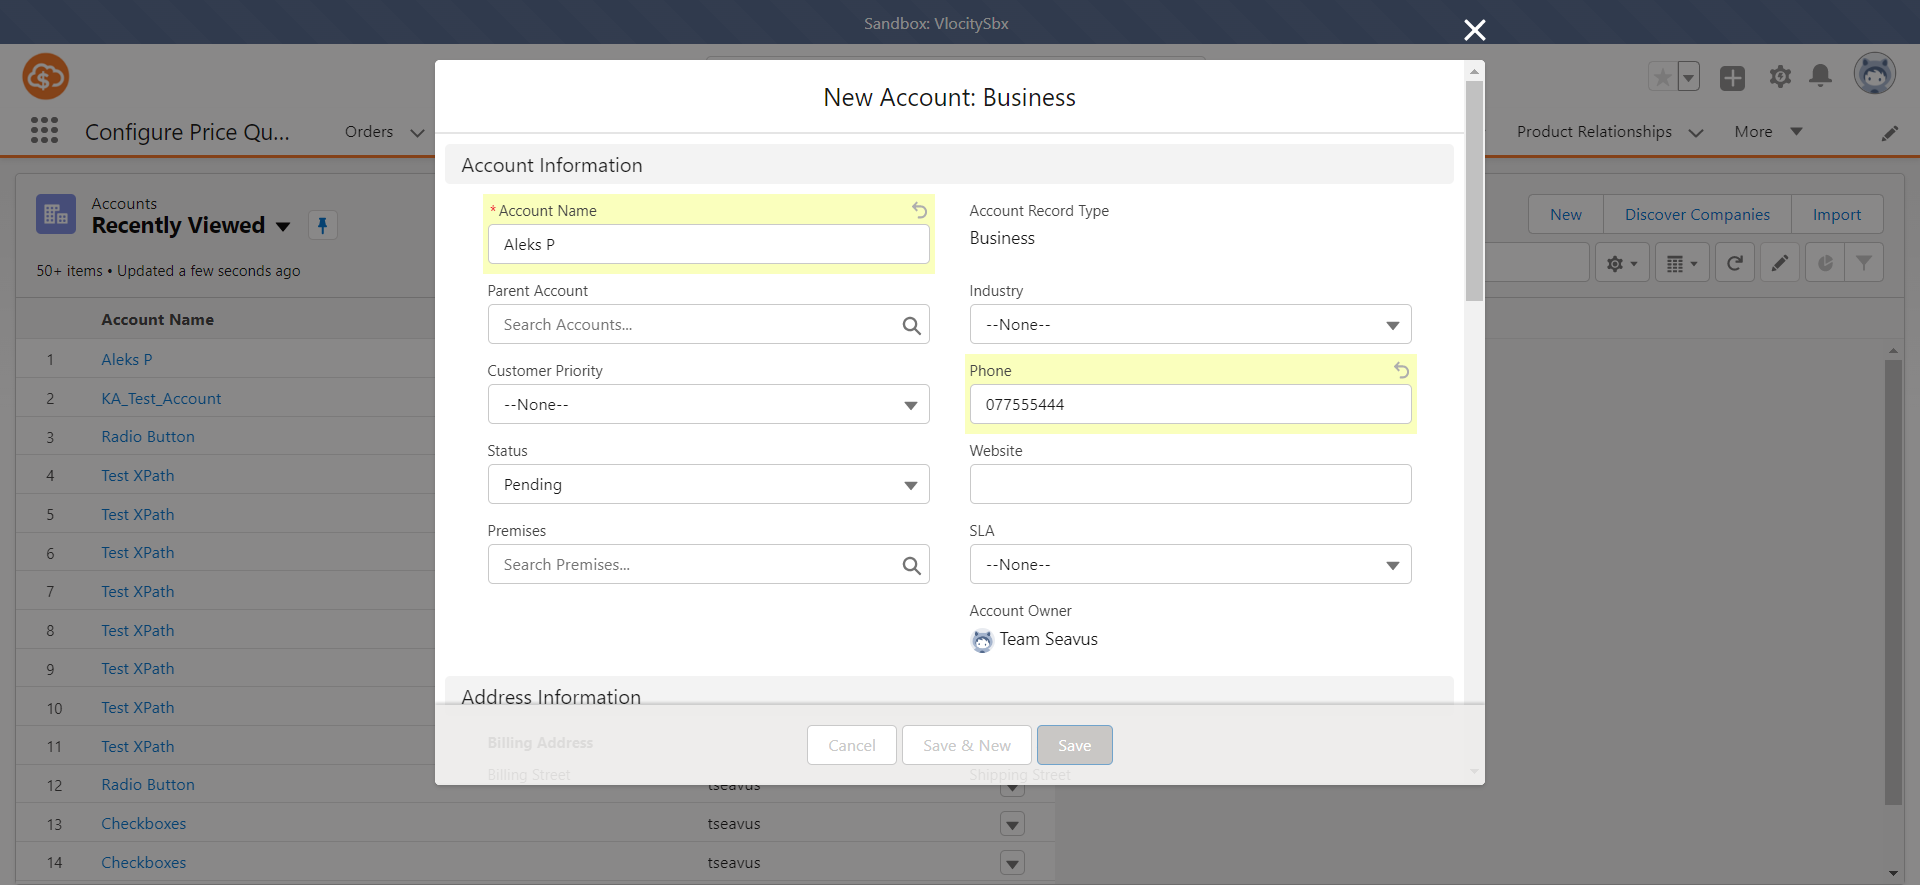 Sandbox: VlocitySbx
Configure Price Qu...
Orders
Product Relationships
More
Accounts
Recently Viewed
50+ items • Updated a few seconds ago
New
Discover Companies
Import
Account Name
1 Aleks P
2 KA_Test_Account
3 Radio Button
4 Test XPath
5 Test XPath
6 Test XPath
7 Test XPath
8 Test XPath
9 Test XPath
10 Test XPath
11 Test XPath
12 Radio Button tseavus
13 Checkboxes tseavus
14 Checkboxes tseavus
New Account: Business
Account Information
*Account Name
Aleks P
Account Record Type
Business
Parent Account
Search Accounts...
Industry
--None--
Customer Priority
--None--
Phone
077555444
Status
Pending
Website
Premises
Search Premises...
SLA
--None--
Account Owner
Team Seavus
Address Information
Billing Address
Billing Street
Shipping Street
Cancel
Save & New
Save